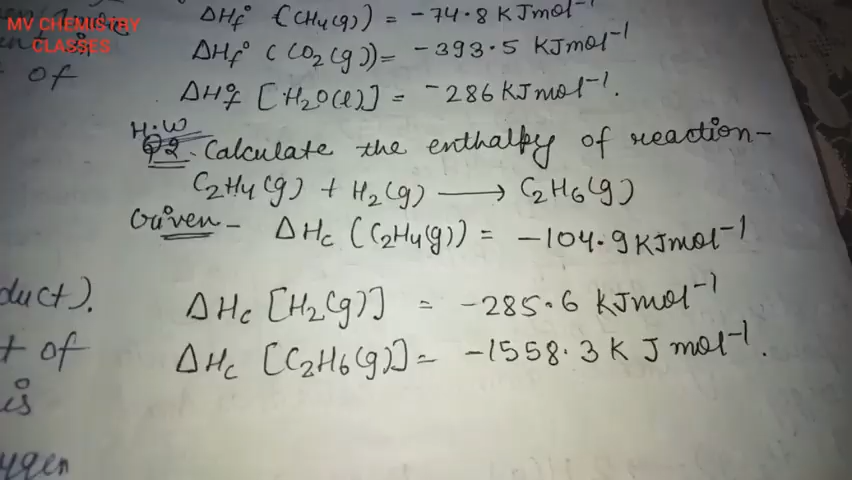 MV CHEMISTRY
CLASSES
of
ΔHf° (CH4(g)) = -74.8 KJmol⁻¹
ΔHf° (CO2(g)) = -393.5 KJmol⁻¹
ΔHf° [H2O(l)] = -286 KJmol⁻¹.
H.W
Q2. Calculate the enthalpy of reaction-
C2H4(g) + H2(g) ⟶ C2H6(g)
Given- ΔHc (C2H4(g)) = -104.9 KJmol⁻¹
duct). ΔHc [H2(g)] = -285.6 KJmol⁻¹
t of ΔHc [C2H6(g)] = -1558.3 K J mol⁻¹.
is
ygen